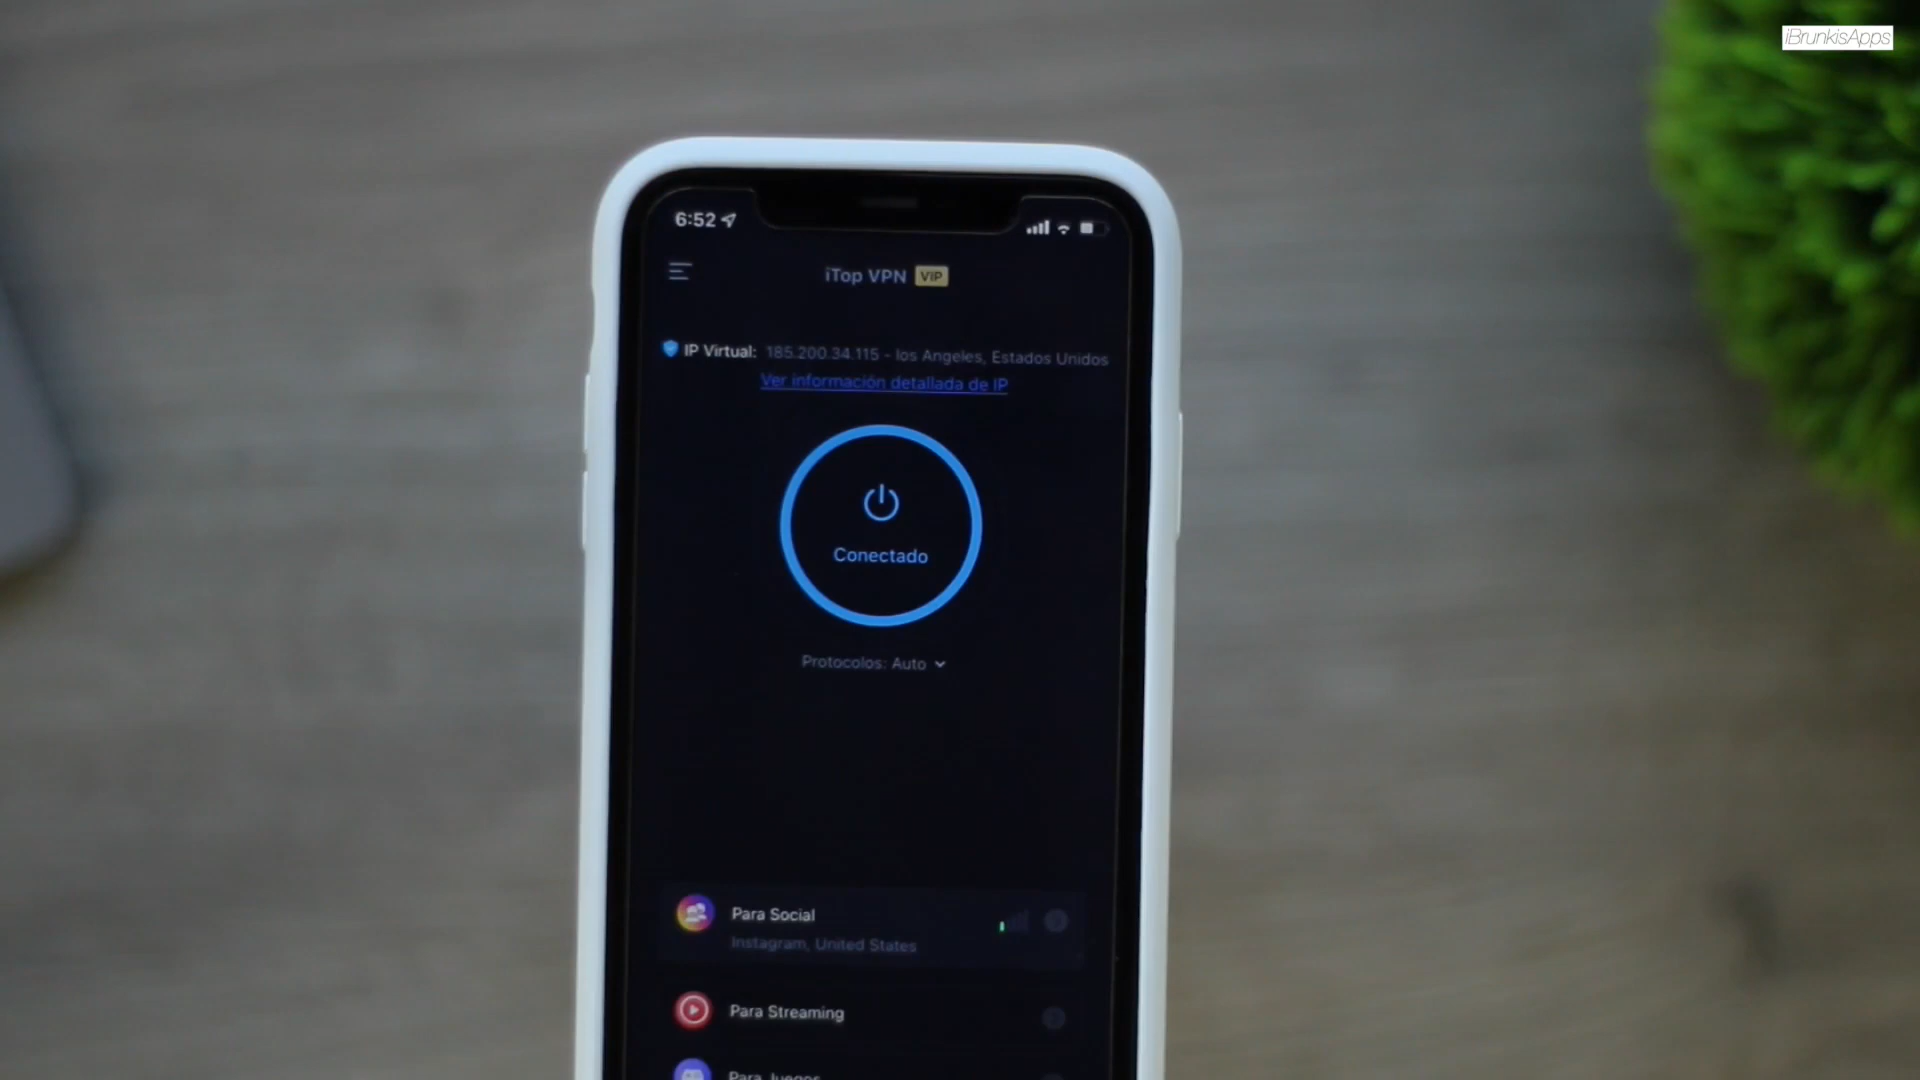 iBrunkisApps
6:52
iTop VPN VIP
IP Virtual: 185.200.34.115 - los Angeles, Estados Unidos
Ver información detallada de IP
Conectado
Protocolos: Auto
Para Social
Instagram, United States
Para Streaming
Para Juegos